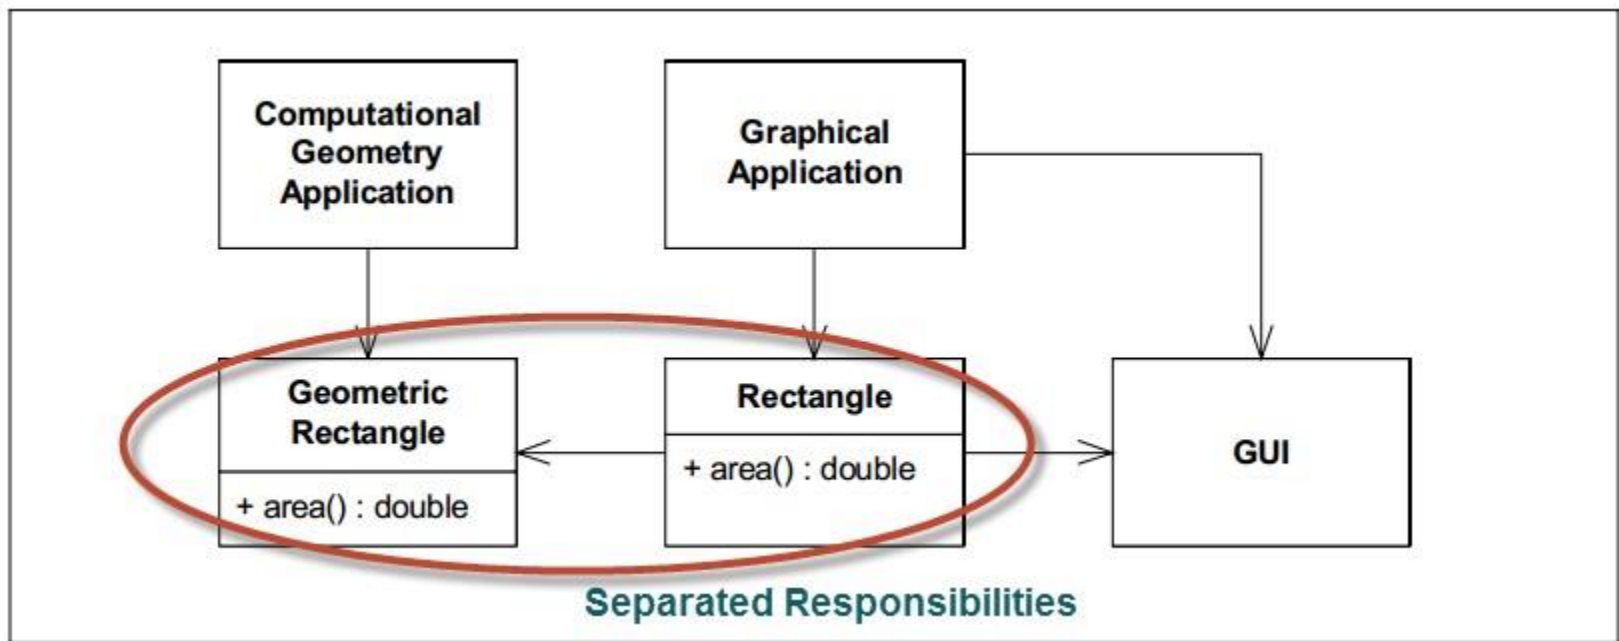 Computational
Geometry
Application
Graphical
Application
Geometric
Rectangle
+ area() : double
Rectangle
+ area() : double
GUI
Separated Responsibilities